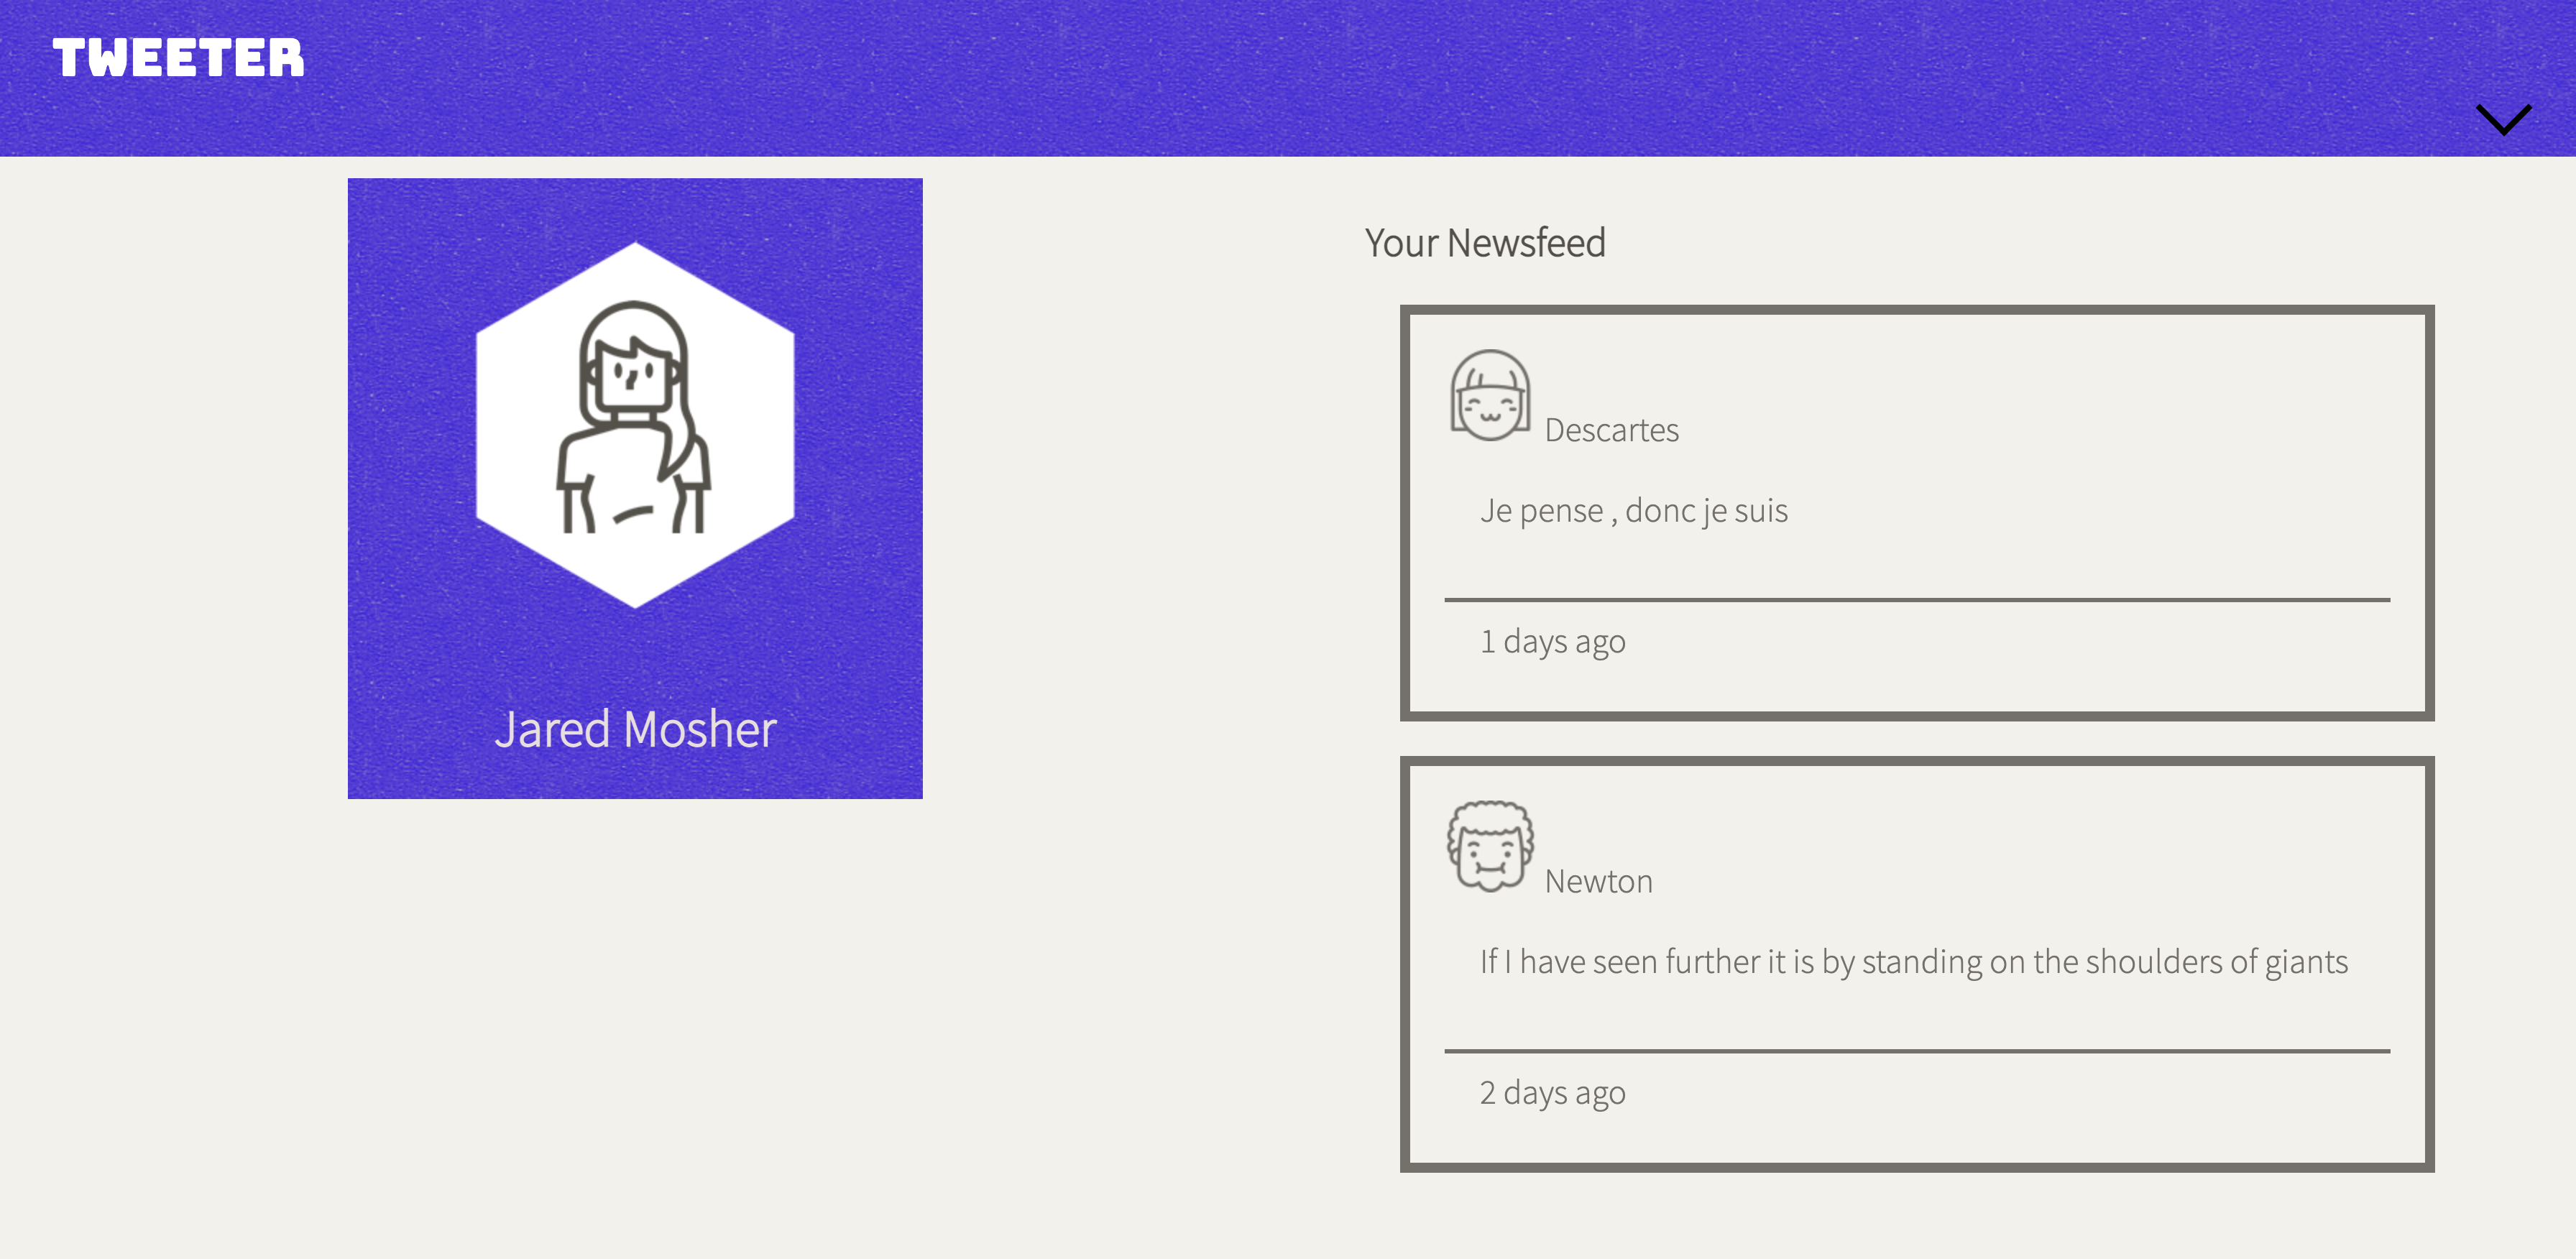 TWEETER
Jared Mosher
Your Newsfeed
Descartes
Je pense , donc je suis
1 days ago
Newton
If I have seen further it is by standing on the shoulders of giants
2 days ago